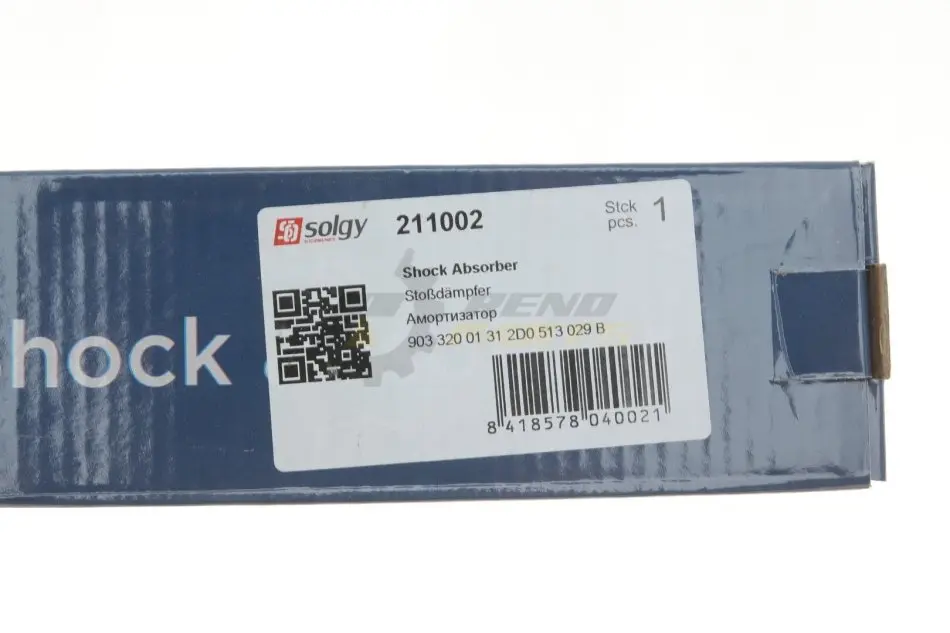 solgy 211002 Stck pcs. 1
Shock Absorber
Stoßdämpfer
Амортизатор
903 320 01 31 2D0 513 029 B
8 418578 040021
hock